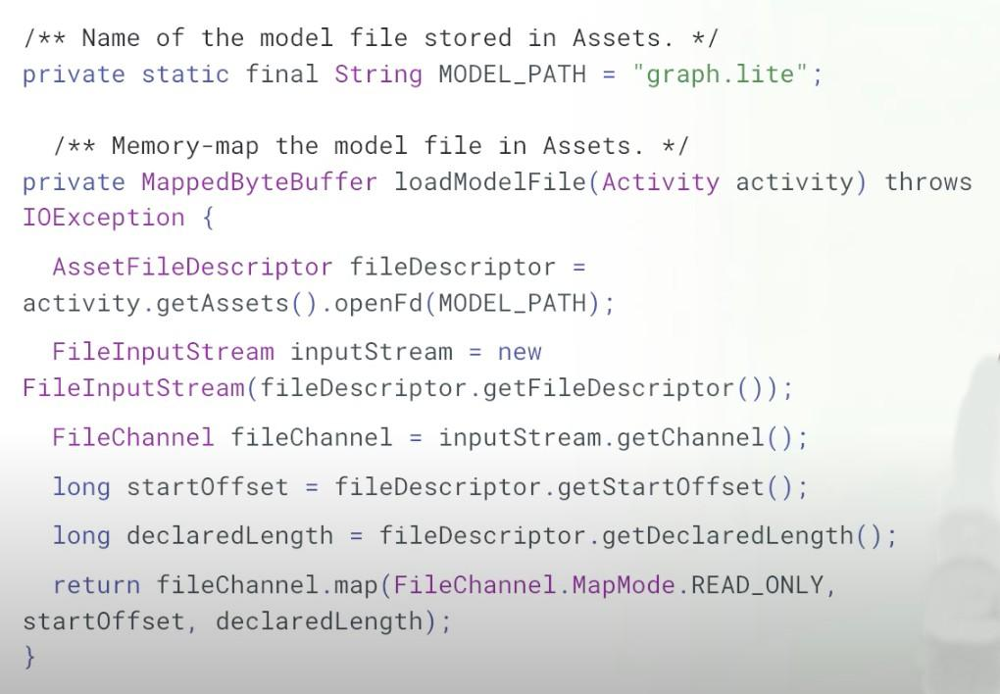 /** Name of the model file stored in Assets. */
private static final String MODEL_PATH = "graph.lite";
/** Memory-map the model file in Assets. */
private MappedByteBuffer loadModelFile(Activity activity) throws
IOException {
AssetFileDescriptor fileDescriptor =
activity.getAssets().openFd(MODEL_PATH);
FileInputStream inputStream = new
FileInputStream(fileDescriptor.getFileDescriptor());
FileChannel fileChannel = inputStream.getChannel();
long startOffset = fileDescriptor.getStartOffset();
long declaredLength = fileDescriptor.getDeclaredLength();
return fileChannel.map(FileChannel.MapMode.READ_ONLY,
startOffset, declaredLength);
}